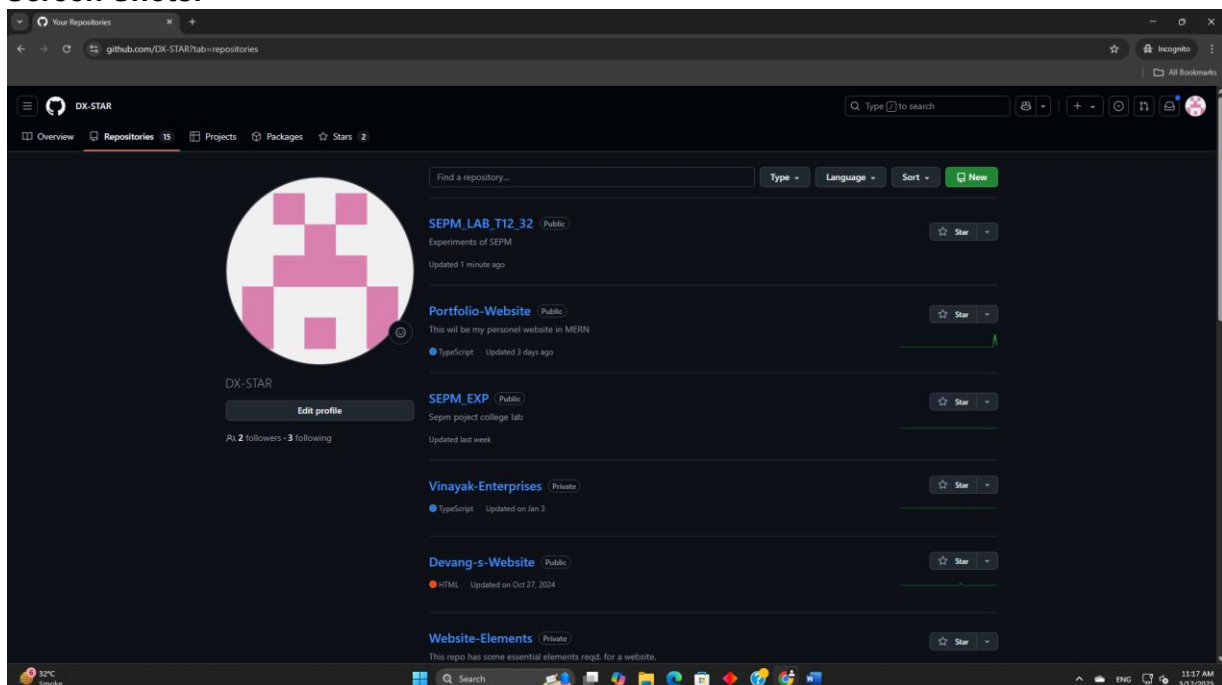 Your Repositories
github.com/DX-STAR?tab=repositories
Incognito
All Bookmarks
DX-STAR
Type / to search
Overview Repositories 15 Projects Packages Stars 2
Find a repository...
Type Language Sort New
SEPM_LAB_T12_32 Public
Star
Experiments of SEPM
Updated 1 minute ago
Portfolio-Website Public
Star
This wil be my personel website in MERN
TypeScript Updated 3 days ago
DX-STAR
Edit profile
2 followers · 3 following
SEPM_EXP Public
Star
Sepm poject college lab
Updated last week
Vinayak-Enterprises Private
Star
TypeScript Updated on Jan 3
Devang-s-Website Public
Star
HTML Updated on Oct 27, 2024
Website-Elements Private
Star
This repo has some essential elements reqd. for a website.
32°C
Smoke
Search
ENG
11:17 AM
3/12/2025